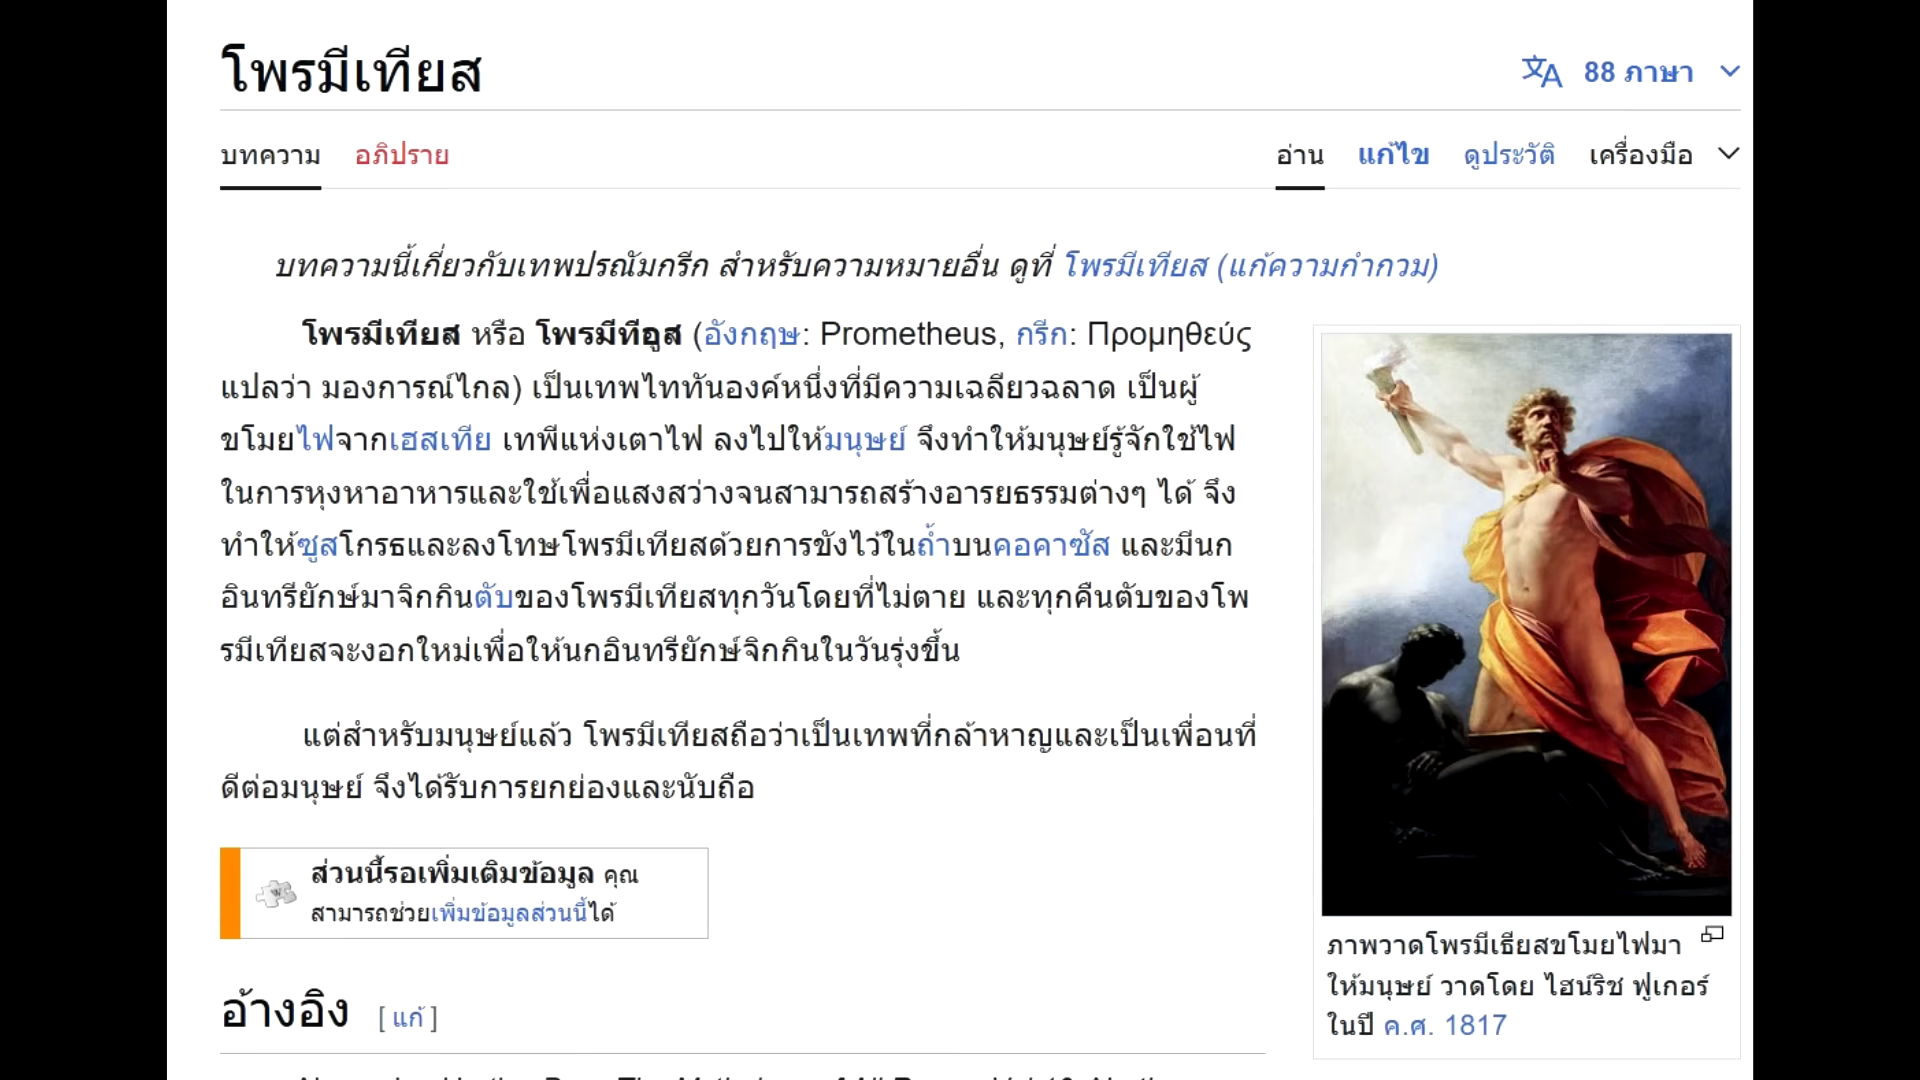 โพรมีเทียส
88 ภาษา
บทความ อภิปราย
อ่าน แก้ไข ดูประวัติ เครื่องมือ
บทความนี้เกี่ยวกับเทพปรณัมกรีก สำหรับความหมายอื่น ดูที่ โพรมีเทียส (แก้ความกำกวม)
โพรมีเทียส หรือ โพรมีทีอูส (อังกฤษ: Prometheus, กรีก: Προμηθεύς
แปลว่า มองการณ์ไกล) เป็นเทพไททันองค์หนึ่งที่มีความเฉลียวฉลาด เป็นผู้
ขโมยไฟจากเฮสเทีย เทพีแห่งเตาไฟ ลงไปให้มนุษย์ จึงทำให้มนุษย์รู้จักใช้ไฟ
ในการหุงหาอาหารและใช้เพื่อแสงสว่างจนสามารถสร้างอารยธรรมต่างๆ ได้ จึง
ทำให้ซูสโกรธและลงโทษโพรมีเทียสด้วยการขังไว้ในถ้ำบนคอคาซัส และมีนก
อินทรียักษ์มาจิกกินตับของโพรมีเทียสทุกวันโดยที่ไม่ตาย และทุกคืนตับของโพ
รมีเทียสจะงอกใหม่เพื่อให้นกอินทรียักษ์จิกกินในวันรุ่งขึ้น
แต่สำหรับมนุษย์แล้ว โพรมีเทียสถือว่าเป็นเทพที่กล้าหาญและเป็นเพื่อนที่
ดีต่อมนุษย์ จึงได้รับการยกย่องและนับถือ
ส่วนนี้รอเพิ่มเติมข้อมูล คุณ
สามารถช่วยเพิ่มข้อมูลส่วนนี้ได้
อ้างอิง [ แก้ ]
ภาพวาดโพรมีเธียสขโมยไฟมา
ให้มนุษย์ วาดโดย ไฮน์ริช ฟูเกอร์
ในปี ค.ศ. 1817